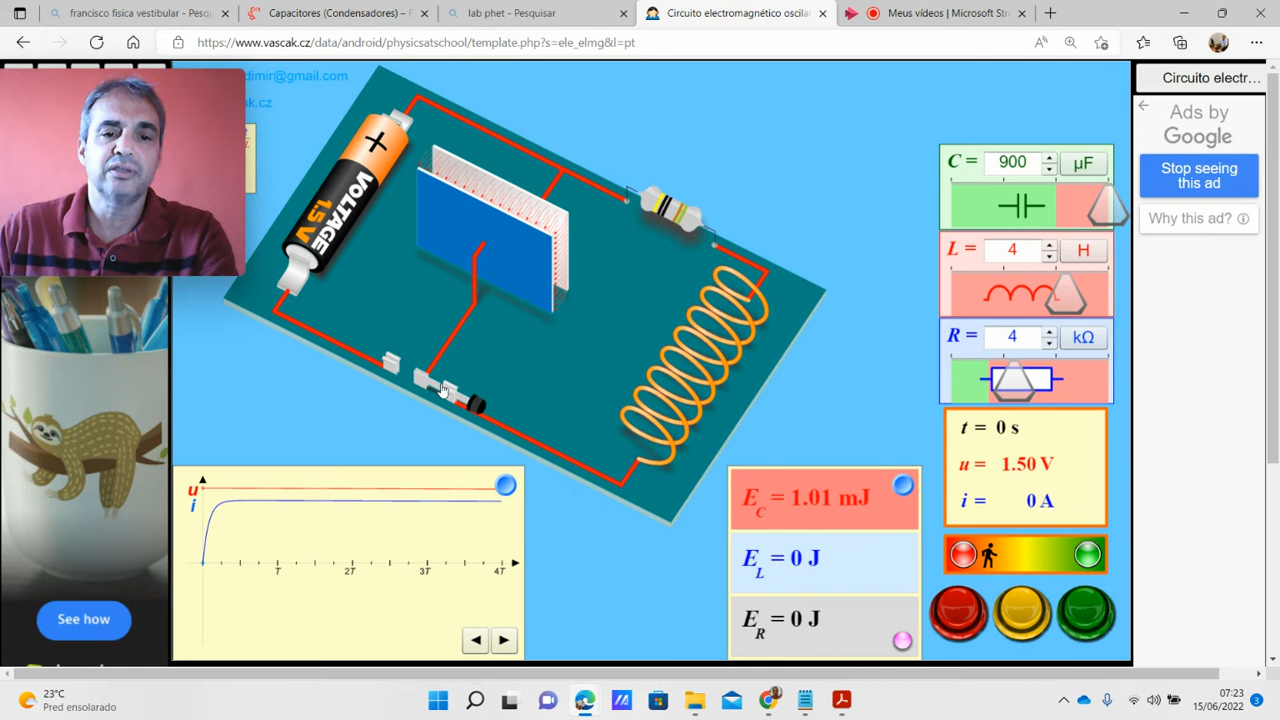 francisco fisica vestibular - Pesqu
Capacitores (Condensadores) – F
lab phet - Pesquisar
Circuito electromagnético oscilar
Meus vídeos | Microsoft Str
https://www.vascak.cz/data/android/physicsatschool/template.php?s=ele_elmg&l=pt
dimir@gmail.com
ak.cz
Circuito electr...
Ads by
Google
Stop seeing
this ad
Why this ad?
VOLTAGE
1.5 V
+
C = 900 µF
L = 4 H
R = 4 kΩ
t = 0 s
u = 1.50 V
i = 0 A
u
i
T 2T 3T 4T
E_C = 1.01 mJ
E_L = 0 J
E_R = 0 J
See how
23°C
Pred ensolarado
07:23
15/06/2022
3